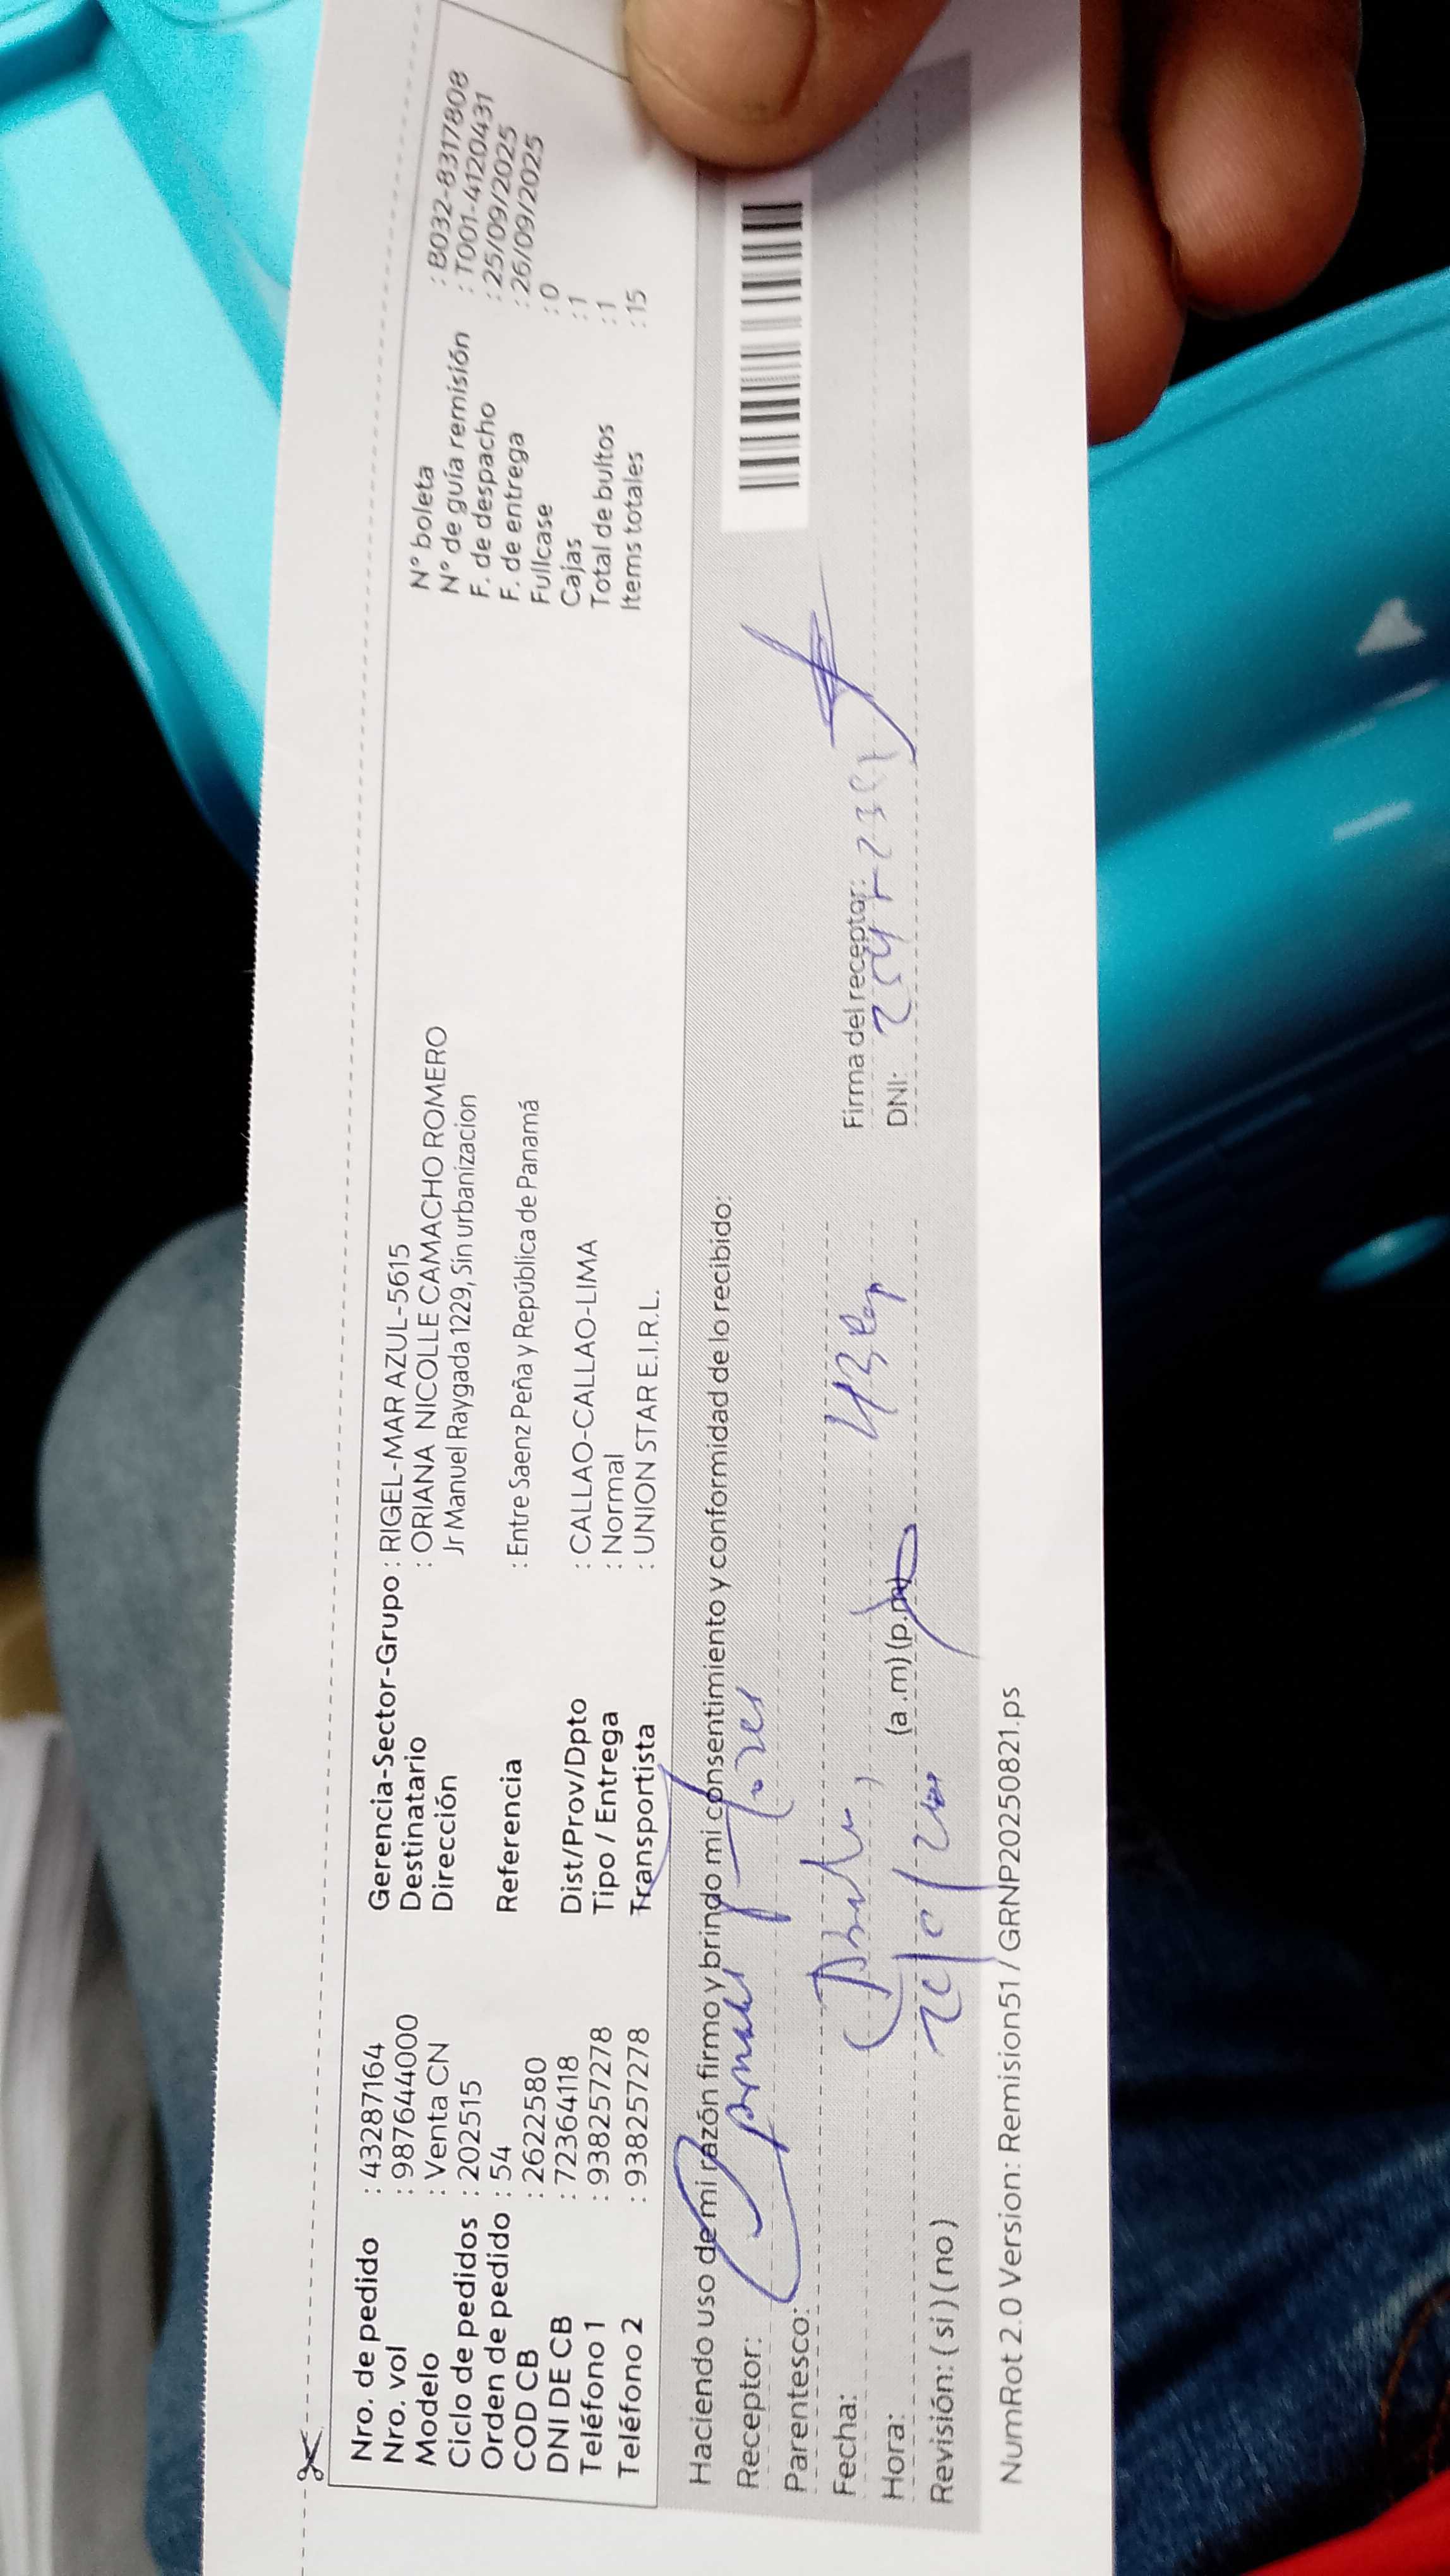 Nro. de pedido : 43287164
Nro. vol : 9876444000
Modelo : Venta CN
Ciclo de pedidos : 202515
Orden de pedido : 54
COD CB : 2622580
DNI DE CB : 72364118
Teléfono 1 : 938257278
Teléfono 2 : 938257278
Gerencia-Sector-Grupo : RIGEL-MAR AZUL-5615
Destinatario : ORIANA NICOLLE CAMACHO ROMERO
Dirección Jr Manuel Raygada 1229, Sin urbanizacion
Referencia : Entre Saenz Peña y República de Panamá
Dist/Prov/Dpto : CALLAO-CALLAO-LIMA
Tipo / Entrega : Normal
Transportista : UNION STAR E.I.R.L.
N° boleta : B032-8317808
N° de guía remisión : T001-4120431
F. de despacho : 25/09/2025
F. de entrega : 26/09/2025
Fullcase : 0
Cajas : 1
Total de bultos : 1
Items totales : 15
Haciendo uso de mi razón firmo y brindo mi consentimiento y conformidad de lo recibido:
Receptor:
Parentesco:
Fecha:
Hora: (a.m) (p.m)
Revisión: ( si ) ( no )
Firma del receptor:
DNI:
NumRot 2.0 Version: Remision51 / GRNP20250821.ps